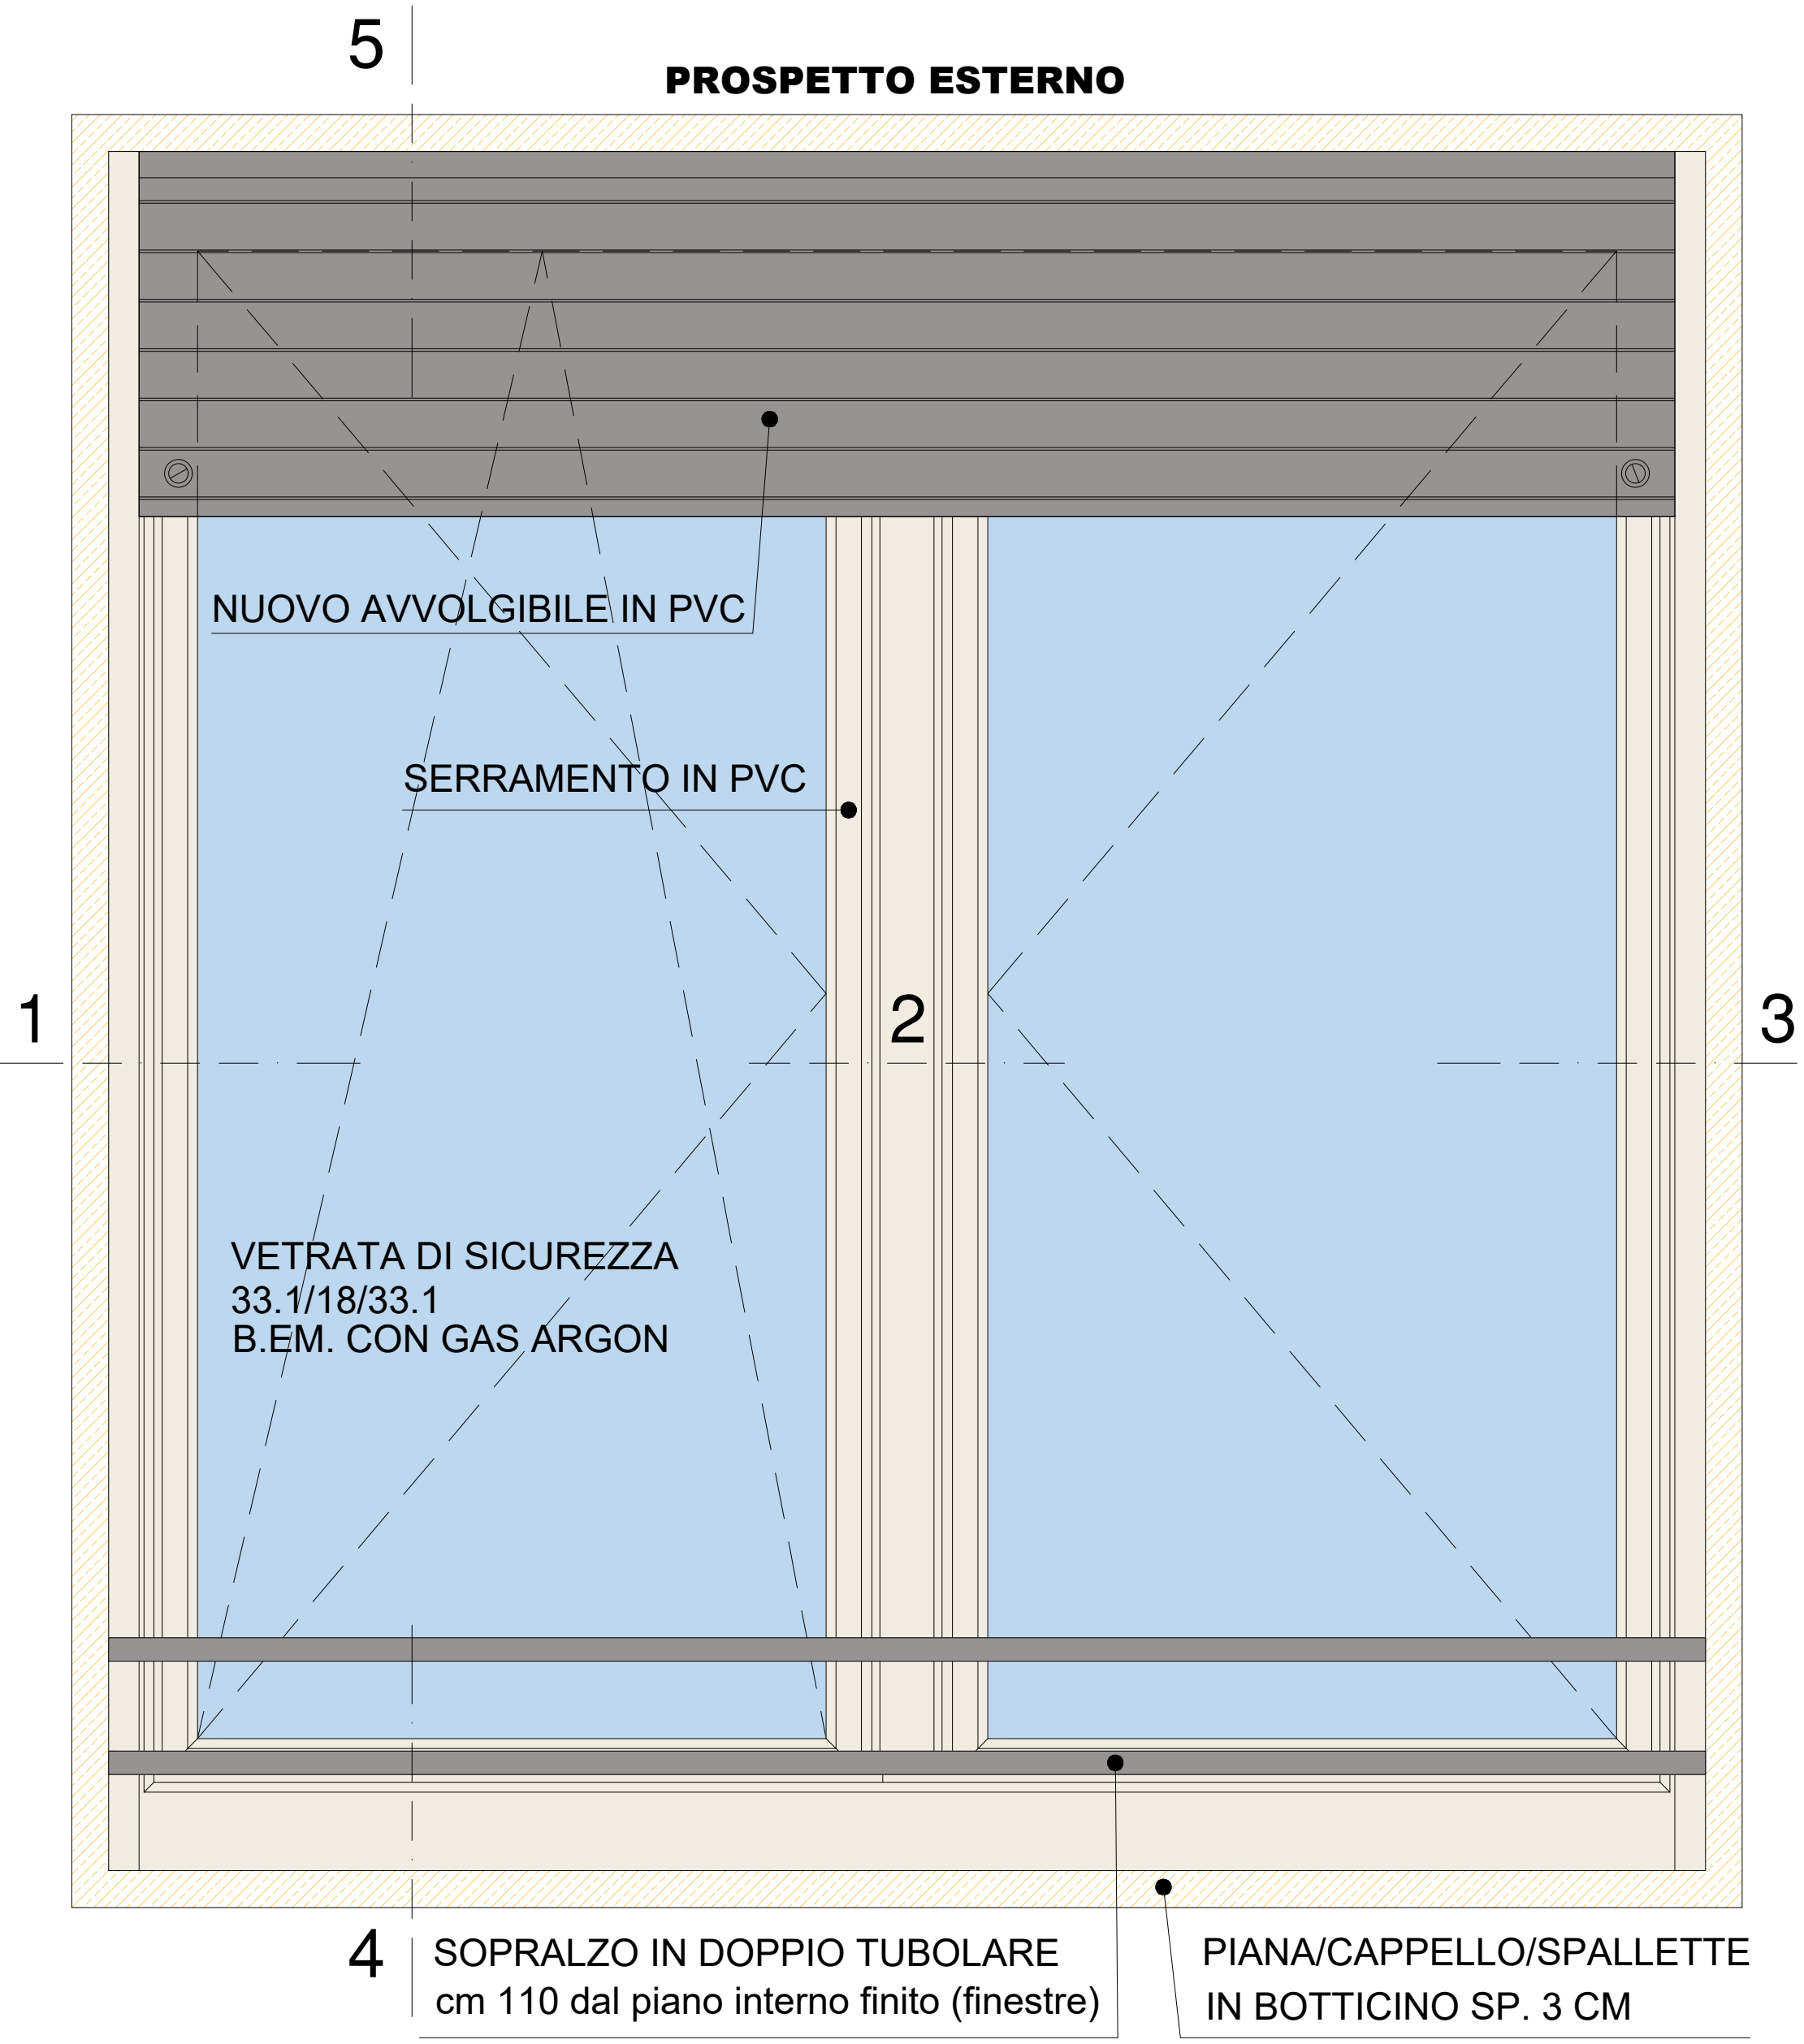 5
PROSPETTO ESTERNO
NUOVO AVVOLGIBILE IN PVC
SERRAMENTO IN PVC
1
2
3
VETRATA DI SICUREZZA
33.1/18/33.1
B.EM. CON GAS ARGON
4
SOPRALZO IN DOPPIO TUBOLARE
cm 110 dal piano interno finito (finestre)
PIANA/CAPPELLO/SPALLETTE
IN BOTTICINO SP. 3 CM